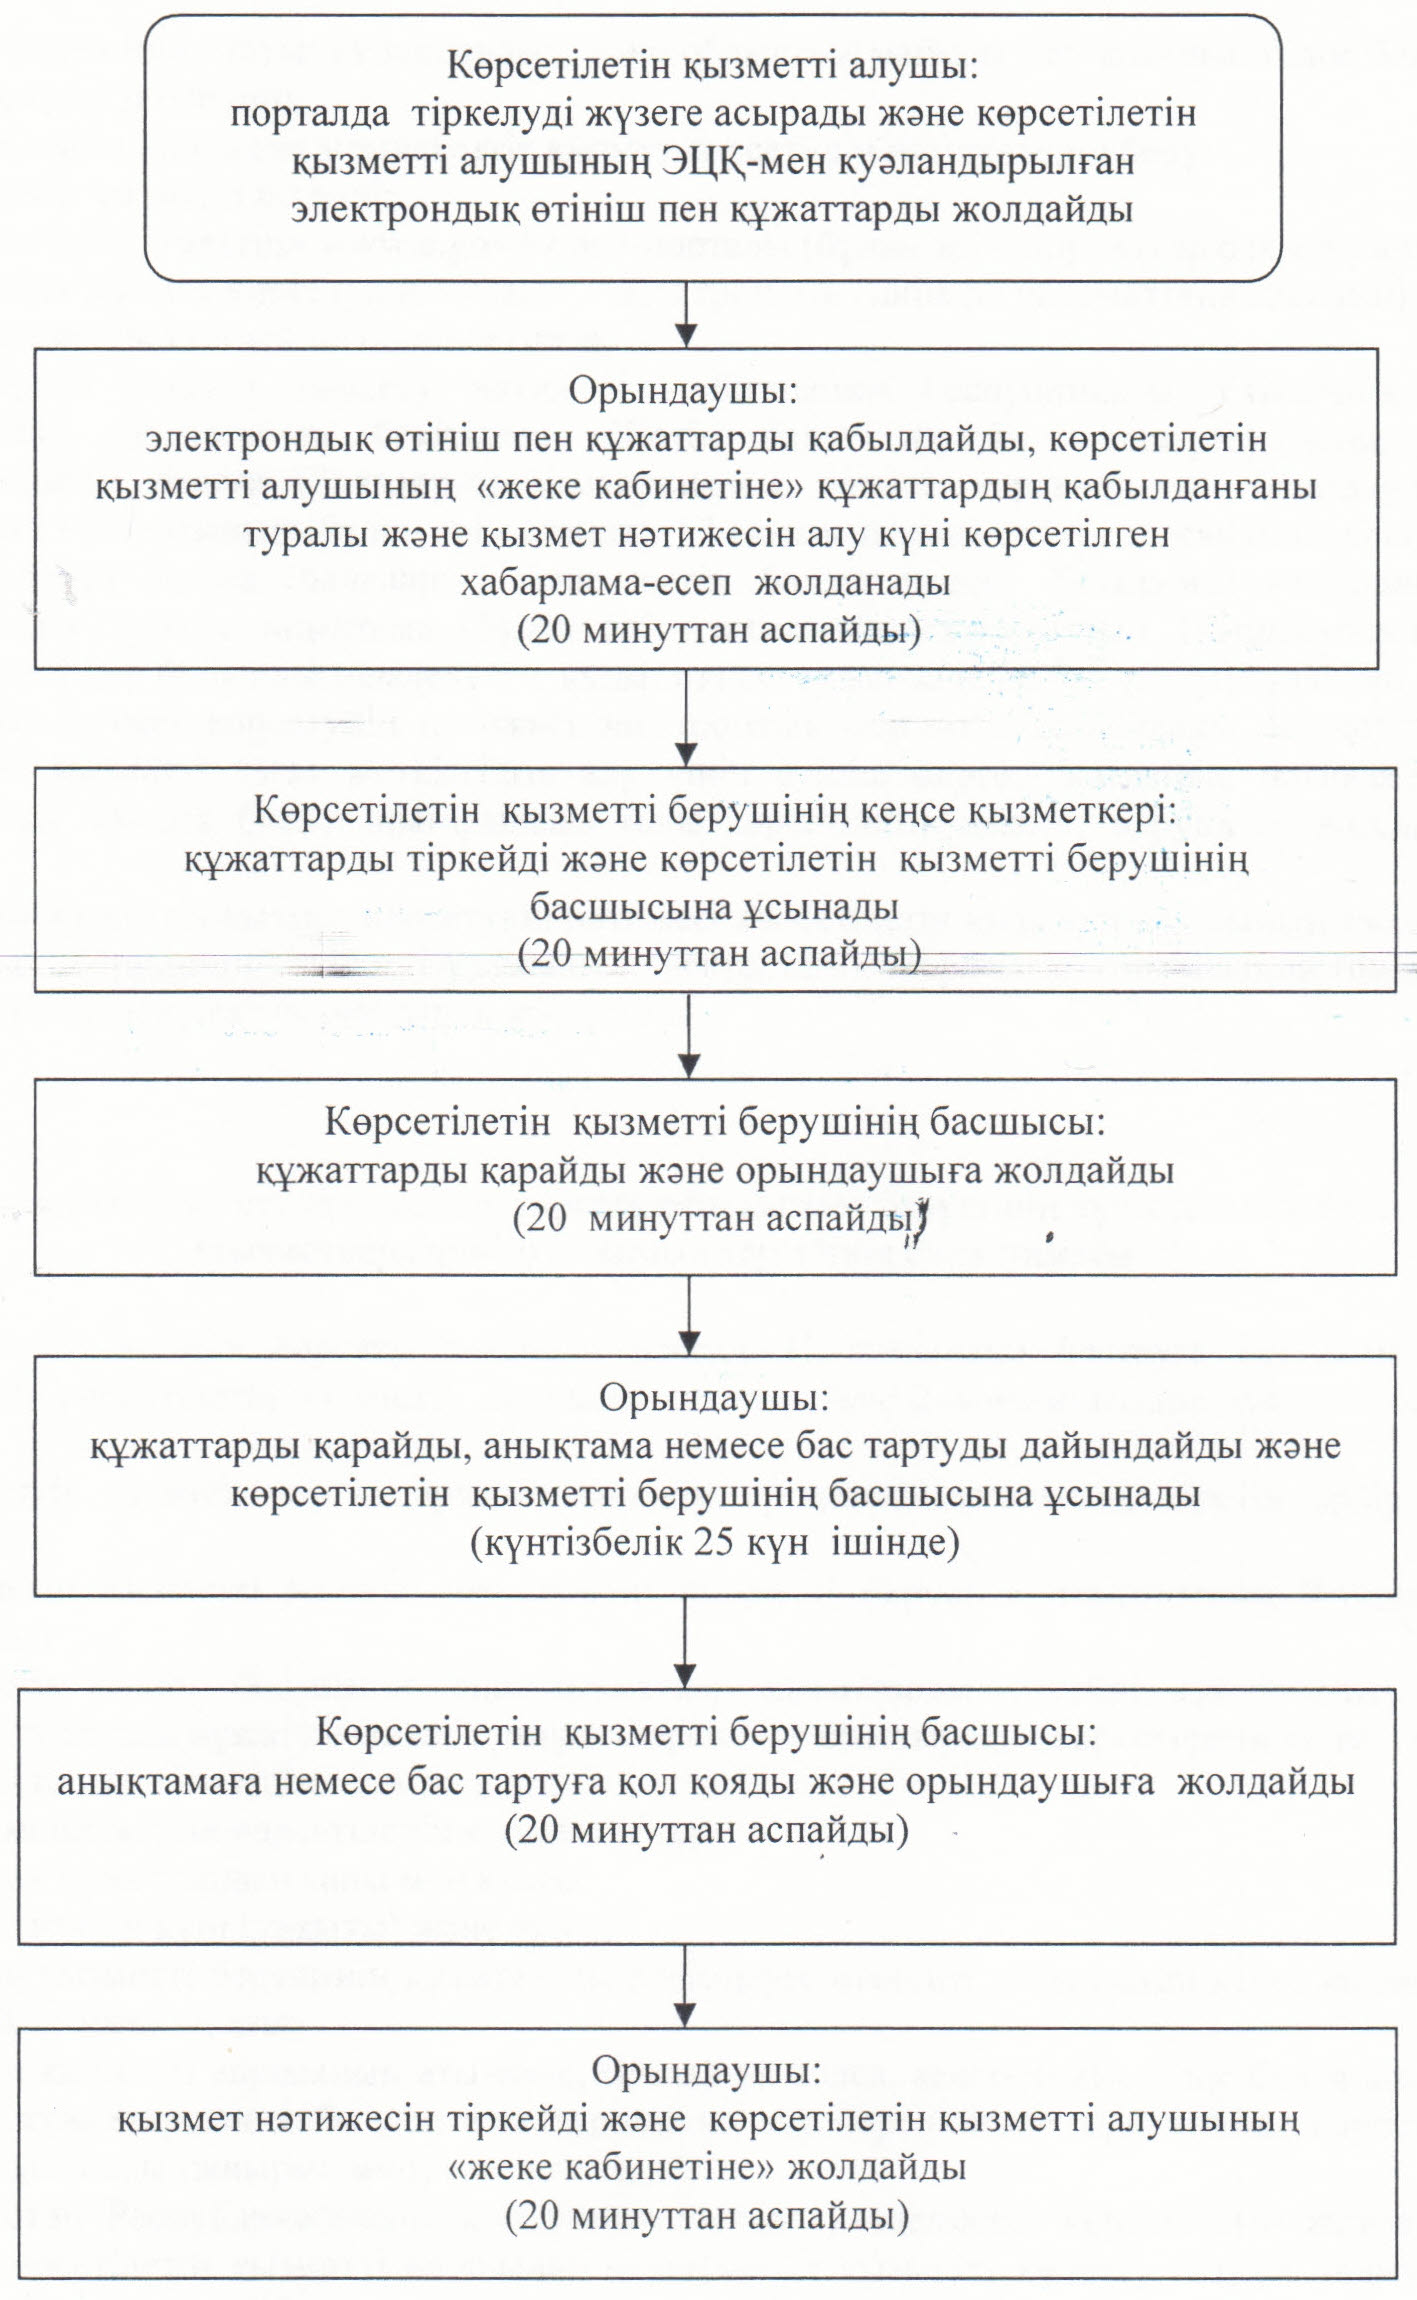 Көрсетілетін қызметті алушы:
порталда тіркелуді жүзеге асырады және көрсетілетін
қызметті алушының ЭЦҚ-мен куәландырылған
электрондық өтініш пен құжаттарды жолдайды
Орындаушы:
электрондық өтініш пен құжаттарды қабылдайды, көрсетілетін
қызметті алушының «жеке кабинетіне» құжаттардың қабылданғаны
туралы және қызмет нәтижесін алу күні көрсетілген
хабарлама-есеп жолданады
(20 минуттан аспайды)
Көрсетілетін қызметті берушінің кеңсе қызметкері:
құжаттарды тіркейді және көрсетілетін қызметті берушінің
басшысына ұсынады
(20 минуттан аспайды)
Көрсетілетін қызметті берушінің басшысы:
құжаттарды қарайды және орындаушыға жолдайды
(20 минуттан аспайды)
Орындаушы:
құжаттарды қарайды, анықтама немесе бас тартуды дайындайды және
көрсетілетін қызметті берушінің басшысына ұсынады
(күнтізбелік 25 күн ішінде)
Көрсетілетін қызметті берушінің басшысы:
анықтамаға немесе бас тартуға қол қояды және орындаушыға жолдайды
(20 минуттан аспайды)
Орындаушы:
қызмет нәтижесін тіркейді және көрсетілетін қызметті алушының
«жеке кабинетіне» жолдайды
(20 минуттан аспайды)